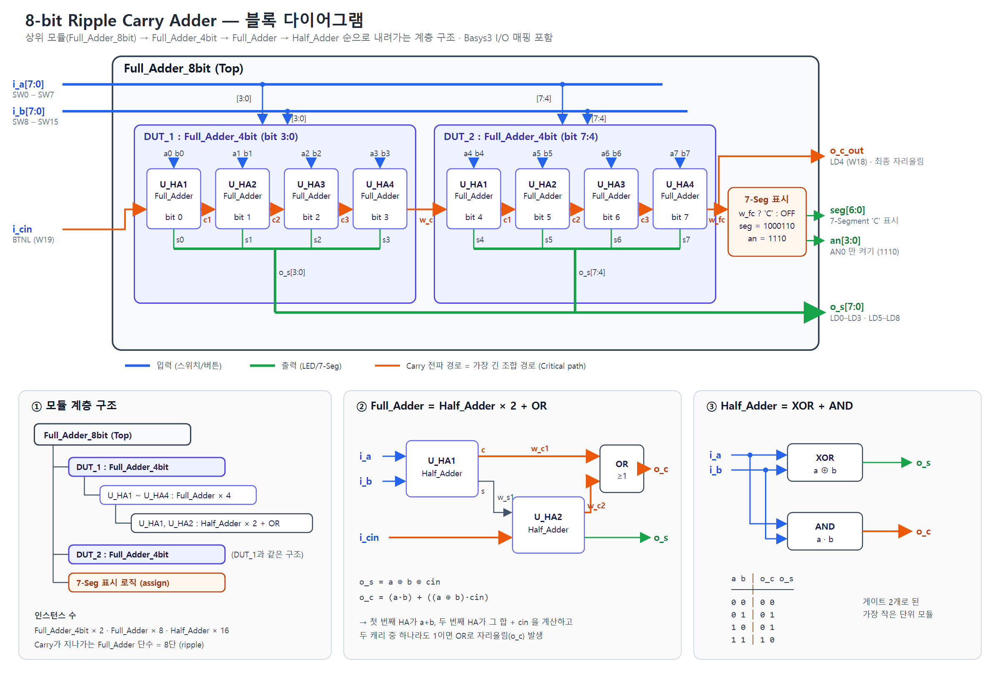 8-bit Ripple Carry Adder — 블록 다이어그램
상위 모듈(Full_Adder_8bit) → Full_Adder_4bit → Full_Adder → Half_Adder 순으로 내려가는 계층 구조 · Basys3 I/O 매핑 포함
Full_Adder_8bit (Top)
i_a[7:0]
SW0 – SW7
[3:0]
[7:4]
i_b[7:0]
SW8 – SW15
[3:0]
[7:4]
DUT_1 : Full_Adder_4bit (bit 3:0)
a0 b0
a1 b1
a2 b2
a3 b3
U_HA1
Full_Adder
bit 0
c1
U_HA2
Full_Adder
bit 1
c2
U_HA3
Full_Adder
bit 2
c3
U_HA4
Full_Adder
bit 3
w_c
s0
s1
s2
s3
o_s[3:0]
DUT_2 : Full_Adder_4bit (bit 7:4)
a4 b4
a5 b5
a6 b6
a7 b7
U_HA1
Full_Adder
bit 4
c1
U_HA2
Full_Adder
bit 5
c2
U_HA3
Full_Adder
bit 6
c3
U_HA4
Full_Adder
bit 7
w_fc
s4
s5
s6
s7
o_s[7:4]
i_cin
BTNL (W19)
7-Seg 표시
w_fc ? 'C' : OFF
seg = 1000110
an = 1110
o_c_out
LD4 (W18) · 최종 자리올림
seg[6:0]
7-Segment 'C' 표시
an[3:0]
AN0 만 켜기 (1110)
o_s[7:0]
LD0–LD3 · LD5–LD8
입력 (스위치/버튼)
출력 (LED/7-Seg)
Carry 전파 경로 = 가장 긴 조합 경로 (Critical path)
① 모듈 계층 구조
Full_Adder_8bit (Top)
DUT_1 : Full_Adder_4bit
U_HA1 ~ U_HA4 : Full_Adder × 4
U_HA1, U_HA2 : Half_Adder × 2 + OR
DUT_2 : Full_Adder_4bit
(DUT_1과 같은 구조)
7-Seg 표시 로직 (assign)
인스턴스 수
Full_Adder_4bit × 2 · Full_Adder × 8 · Half_Adder × 16
Carry가 지나가는 Full_Adder 단수 = 8단 (ripple)
② Full_Adder = Half_Adder × 2 + OR
i_a
i_b
i_cin
U_HA1
Half_Adder
c
s
w_c1
w_s1
U_HA2
Half_Adder
w_c2
OR
≥1
o_c
o_s
o_s = a ⊕ b ⊕ cin
o_c = (a·b) + ((a ⊕ b)·cin)
→ 첫 번째 HA가 a+b, 두 번째 HA가 그 합 + cin 을 계산하고
두 캐리 중 하나라도 1이면 OR로 자리올림(o_c) 발생
③ Half_Adder = XOR + AND
i_a
i_b
XOR
a ⊕ b
o_s
AND
a · b
o_c
a b │ o_c o_s
────┼────────
0 0 │ 0 0
0 1 │ 0 1
1 0 │ 0 1
1 1 │ 1 0
게이트 2개로 된
가장 작은 단위 모듈